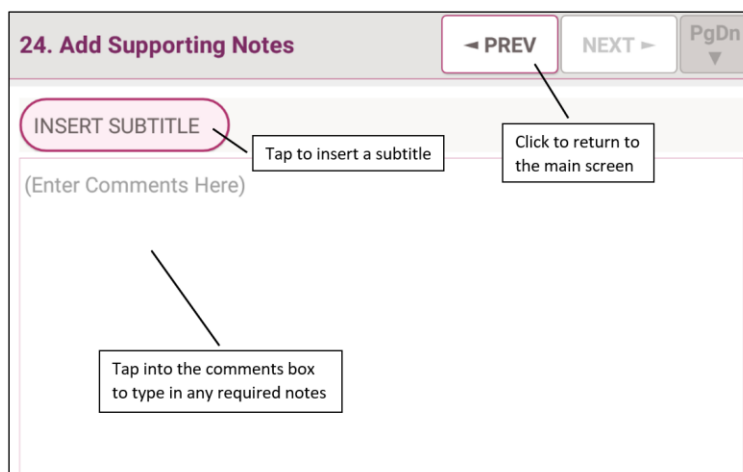 24. Add Supporting Notes
◄ PREV
NEXT ►
PgDn
▼
INSERT SUBTITLE
Tap to insert a subtitle
Click to return to
the main screen
(Enter Comments Here)
Tap into the comments box
to type in any required notes